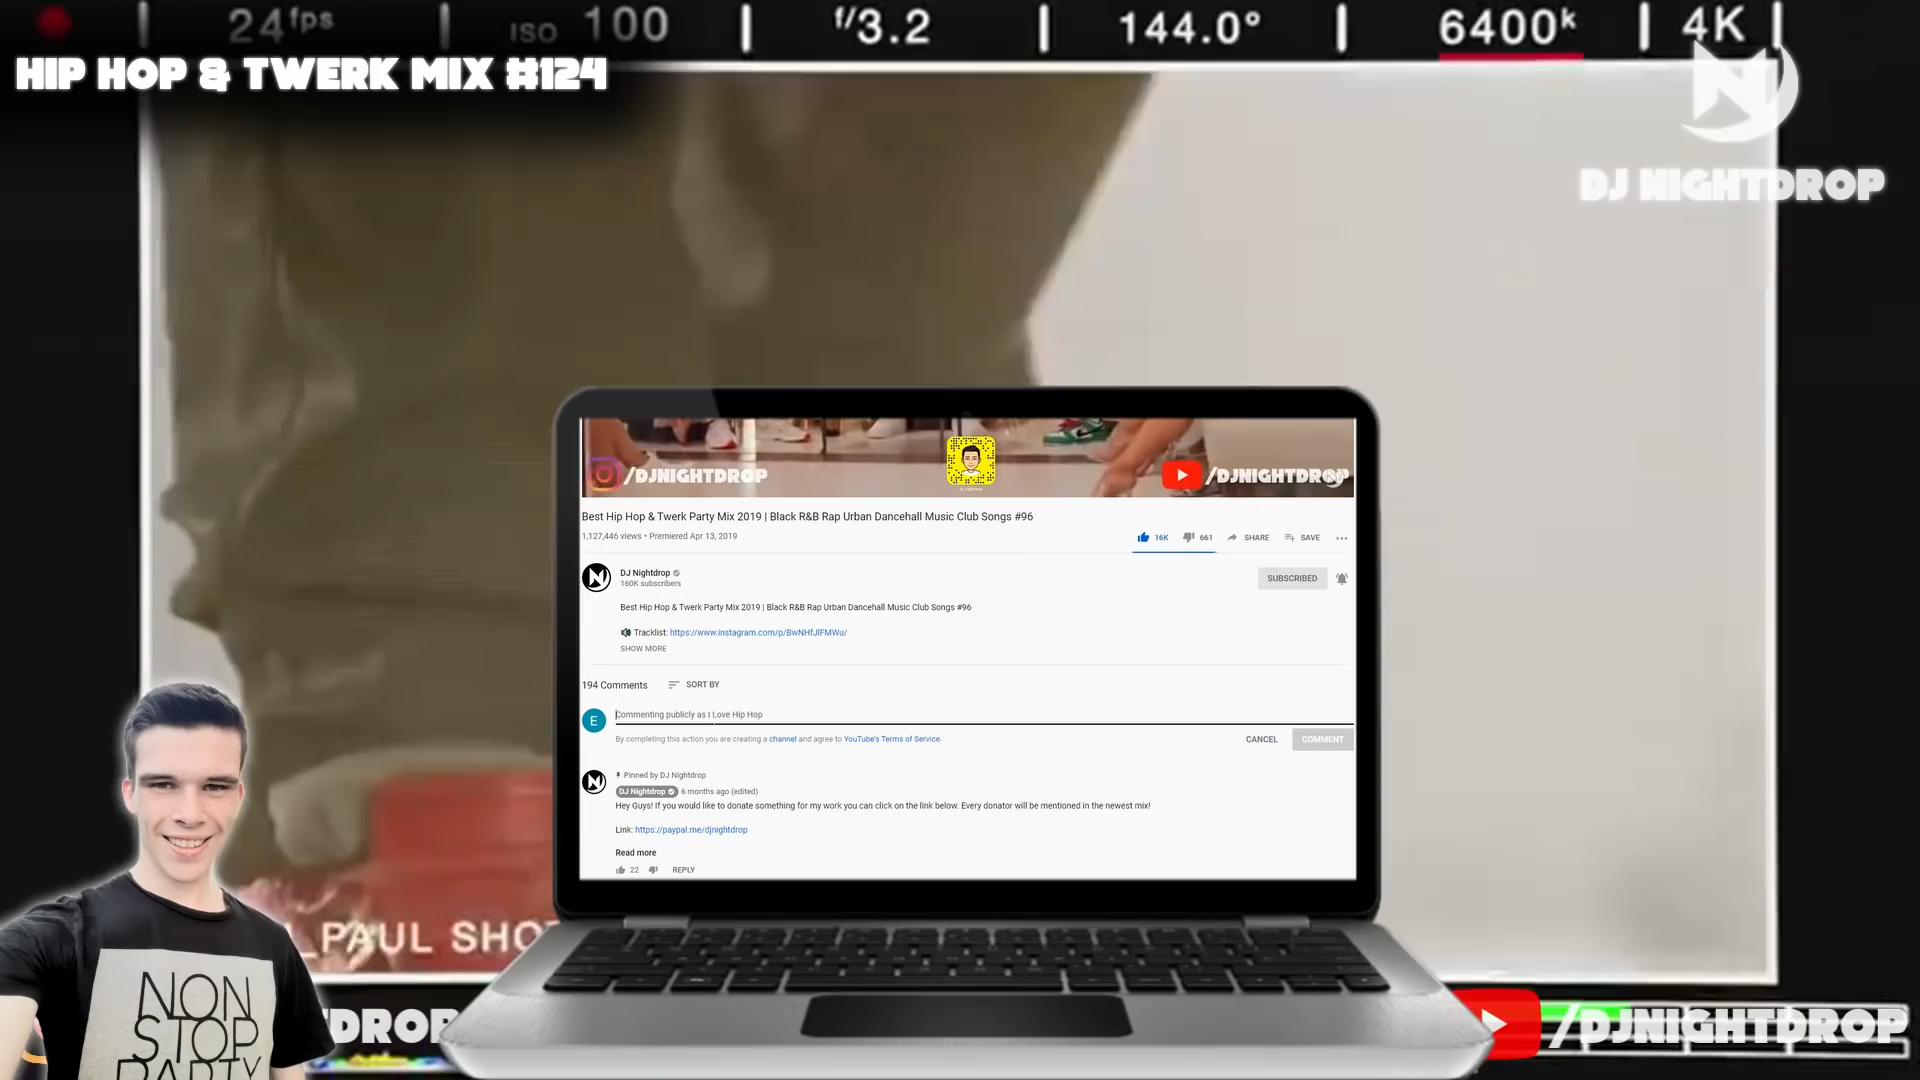 24fps
ISO 100
f/3.2
144.0°
6400k
4K
HIP HOP & TWERK MIX #124
DJ NIGHTDROP
/DJNIGHTDROP
/DJNIGHTDROP
Best Hip Hop & Twerk Party Mix 2019 | Black R&B Rap Urban Dancehall Music Club Songs #96
1,127,446 views • Premiered Apr 13, 2019
16K
661
SHARE
SAVE
DJ Nightdrop
160K subscribers
SUBSCRIBED
Best Hip Hop & Twerk Party Mix 2019 | Black R&B Rap Urban Dancehall Music Club Songs #96
Tracklist: https://www.instagram.com/p/BwNHfJlFMWu/
SHOW MORE
194 Comments
SORT BY
E
Commenting publicly as I Love Hip Hop
By completing this action you are creating a channel and agree to YouTube's Terms of Service.
CANCEL
COMMENT
Pinned by DJ Nightdrop
DJ Nightdrop 6 months ago (edited)
Hey Guys! If you would like to donate something for my work you can click on the link below. Every donator will be mentioned in the newest mix!
Link: https://paypal.me/djnightdrop
Read more
22
REPLY
PAUL SHO
NON
STOP
PARTY
DROP
/DJNIGHTDROP